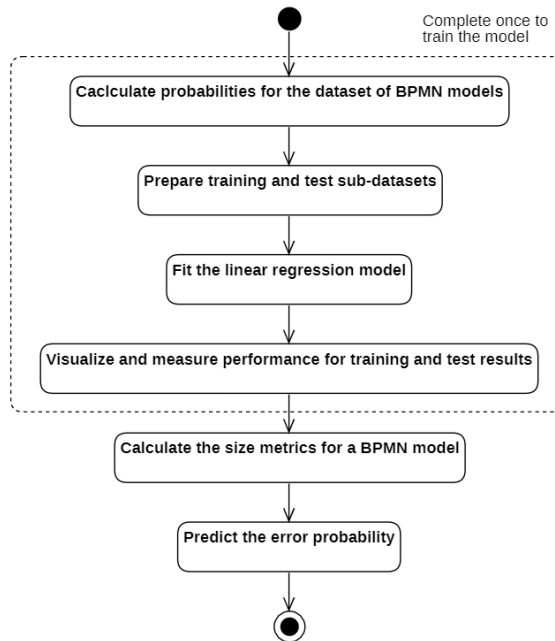 Complete once to
train the model
Caclculate probabilities for the dataset of BPMN models
Prepare training and test sub-datasets
Fit the linear regression model
Visualize and measure performance for training and test results
Calculate the size metrics for a BPMN model
Predict the error probability